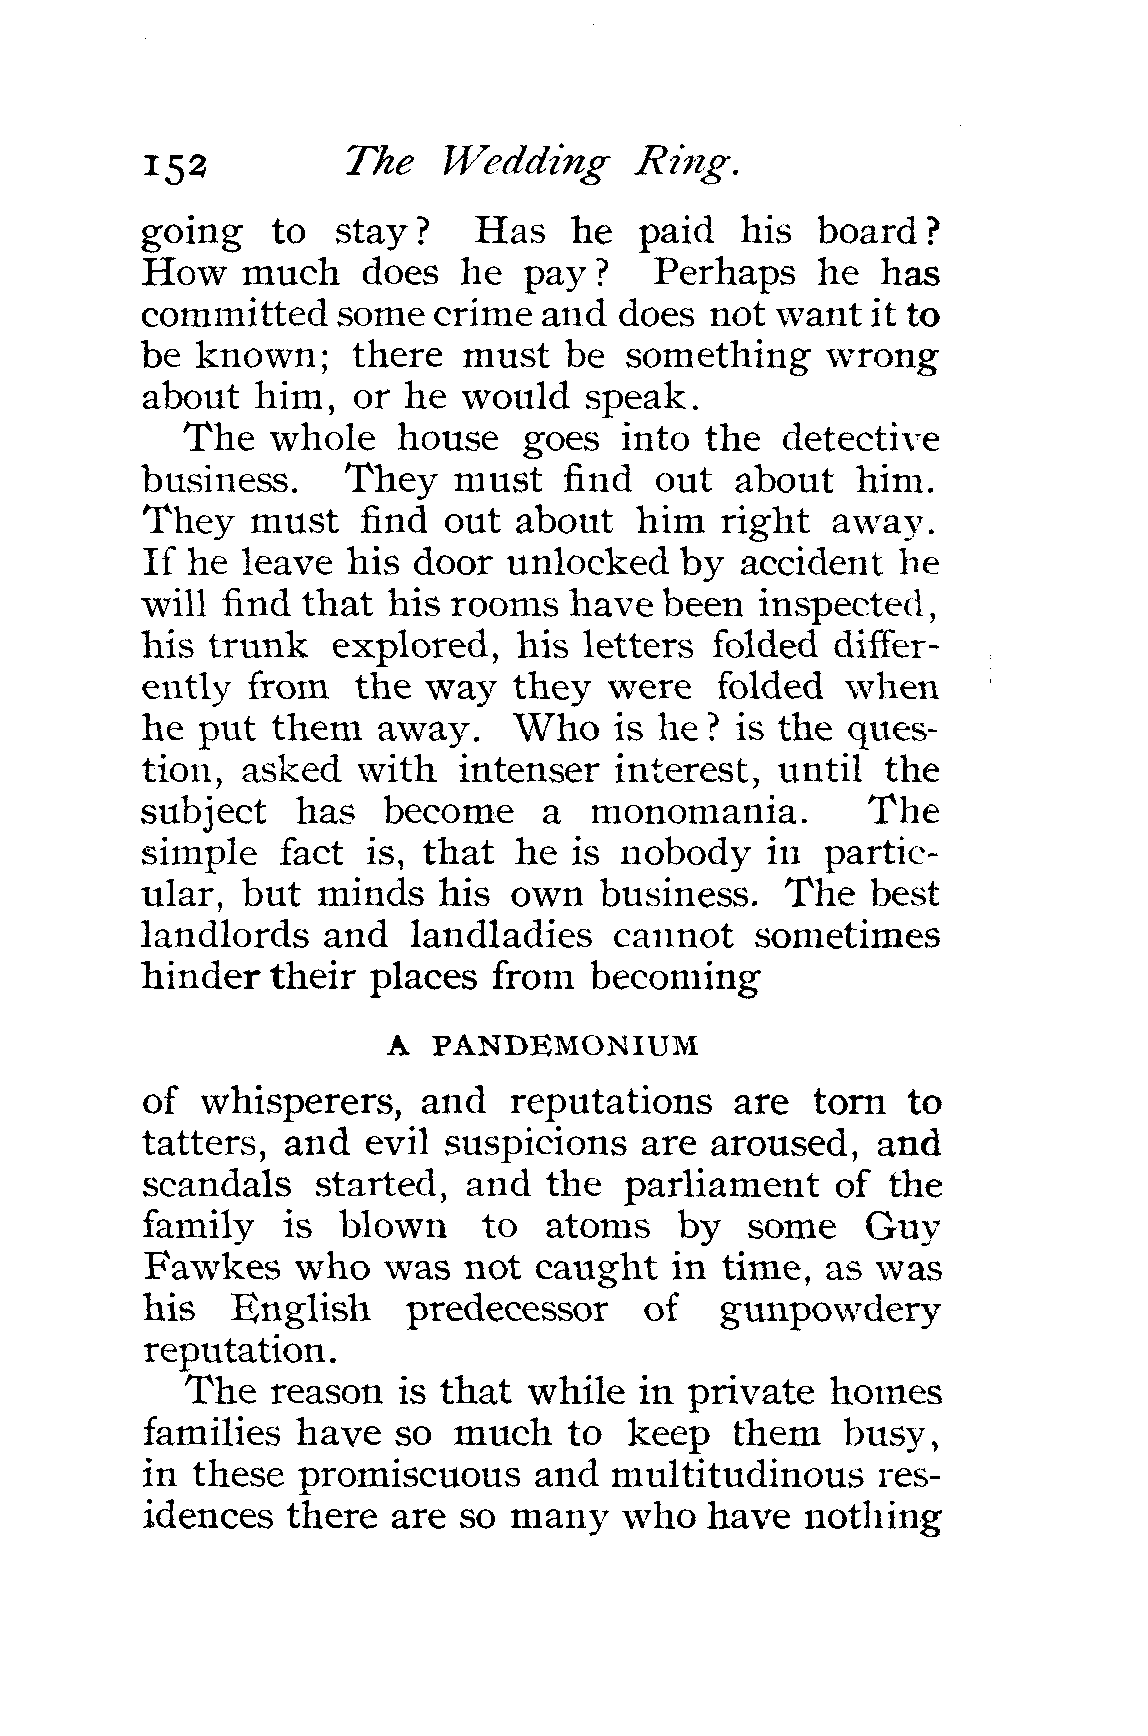 152 The Wedding Ring.
going to stay? Has he paid his board?
How much does he pay? Perhaps he has
committed some crime and does not want it to
be known; there must be something wrong
about him, or he would speak.
The whole house goes into the detective
business. They must find out about him.
They must find out about him right away.
If he leave his door unlocked by accident he
will find that his rooms have been inspected,
his trunk explored, his letters folded differ-
ently from the way they were folded when
he put them away. Who is he? is the ques-
tion, asked with intenser interest, until the
subject has become a monomania. The
simple fact is, that he is nobody in partic-
ular, but minds his own business. The best
landlords and landladies cannot sometimes
hinder their places from becoming
A PANDEMONIUM
of whisperers, and reputations are torn to
tatters, and evil suspicions are aroused, and
scandals started, and the parliament of the
family is blown to atoms by some Guy
Fawkes who was not caught in time, as was
his English predecessor of gunpowdery
reputation.
The reason is that while in private homes
families have so much to keep them busy,
in these promiscuous and multitudinous res-
idences there are so many who have nothing